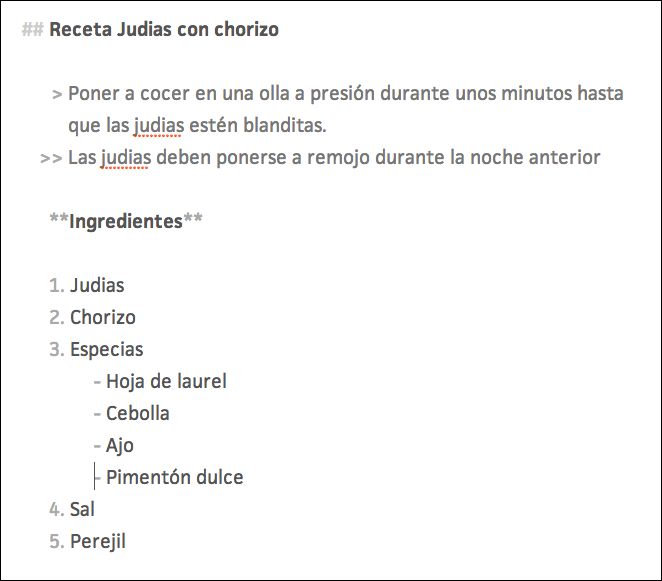 ## Receta Judias con chorizo
> Poner a cocer en una olla a presión durante unos minutos hasta
que las judias estén blanditas.
>> Las judias deben ponerse a remojo durante la noche anterior
**Ingredientes**
1. Judias
2. Chorizo
3. Especias
- Hoja de laurel
- Cebolla
- Ajo
- Pimentón dulce
4. Sal
5. Perejil